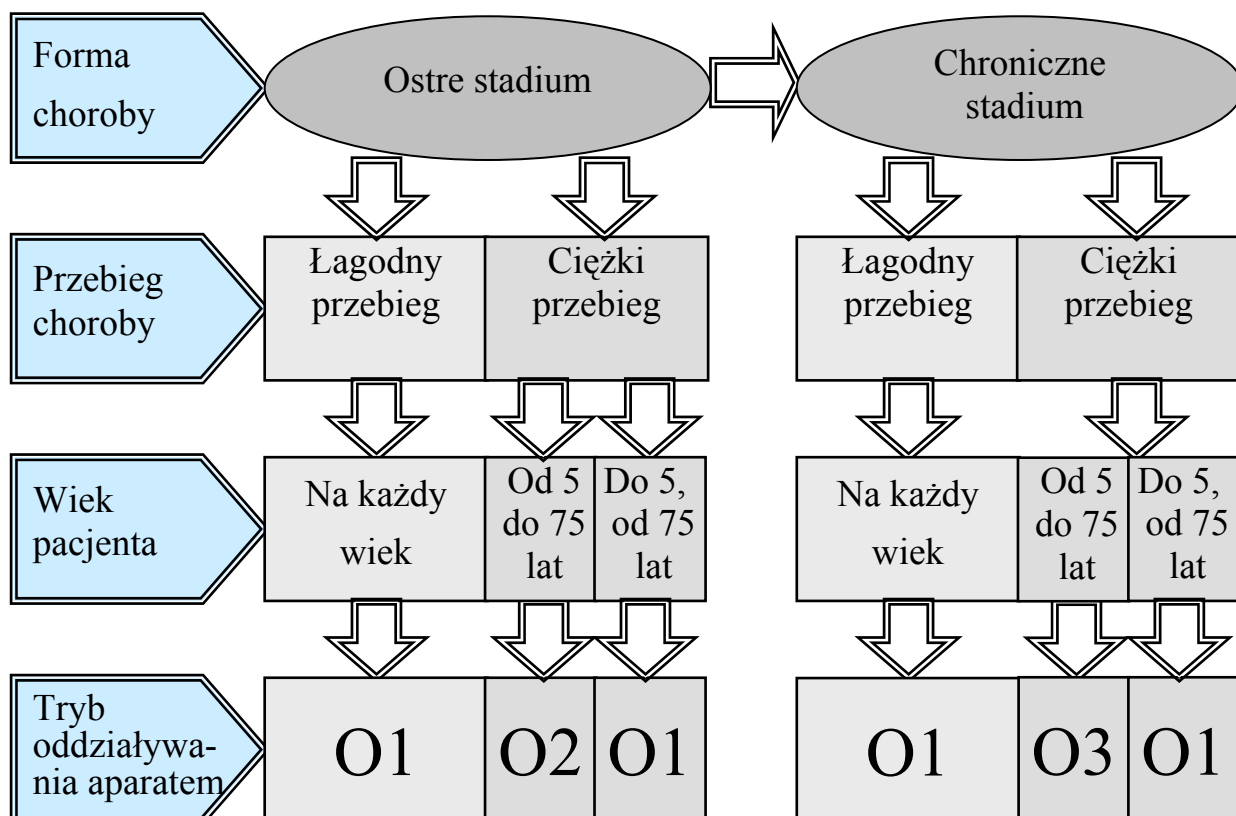 Forma
choroby
Ostre stadium
Chroniczne
stadium
Przebieg
choroby
Łagodny
przebieg
Ciężki
przebieg
Łagodny
przebieg
Ciężki
przebieg
Wiek
pacjenta
Na każdy
wiek
Od 5
do 75
lat
Do 5,
od 75
lat
Na każdy
wiek
Od 5
do 75
lat
Do 5,
od 75
lat
Tryb
oddziaływa-
nia aparatem
O1
O2
O1
O1
O3
O1